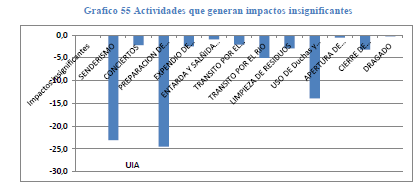 Grafico 55 Actividades que generan impactos insignificantes
0,0
-5,0
-10,0
-15,0
-20,0
-25,0
-30,0
Impactos insignificantes
SENDERISMO
CONCIERTOS
PREPARACION DE…
EXPENDIO DE…
ENTARDA Y SALÑIDA…
TRANSITO POR EL…
TRANSITO POR EL RIO
LIMPIEZA DE RESIDUOS
USO DE Duchas Y…
APERTURA DE…
CIERRE DE…
DRAGADO
UIA